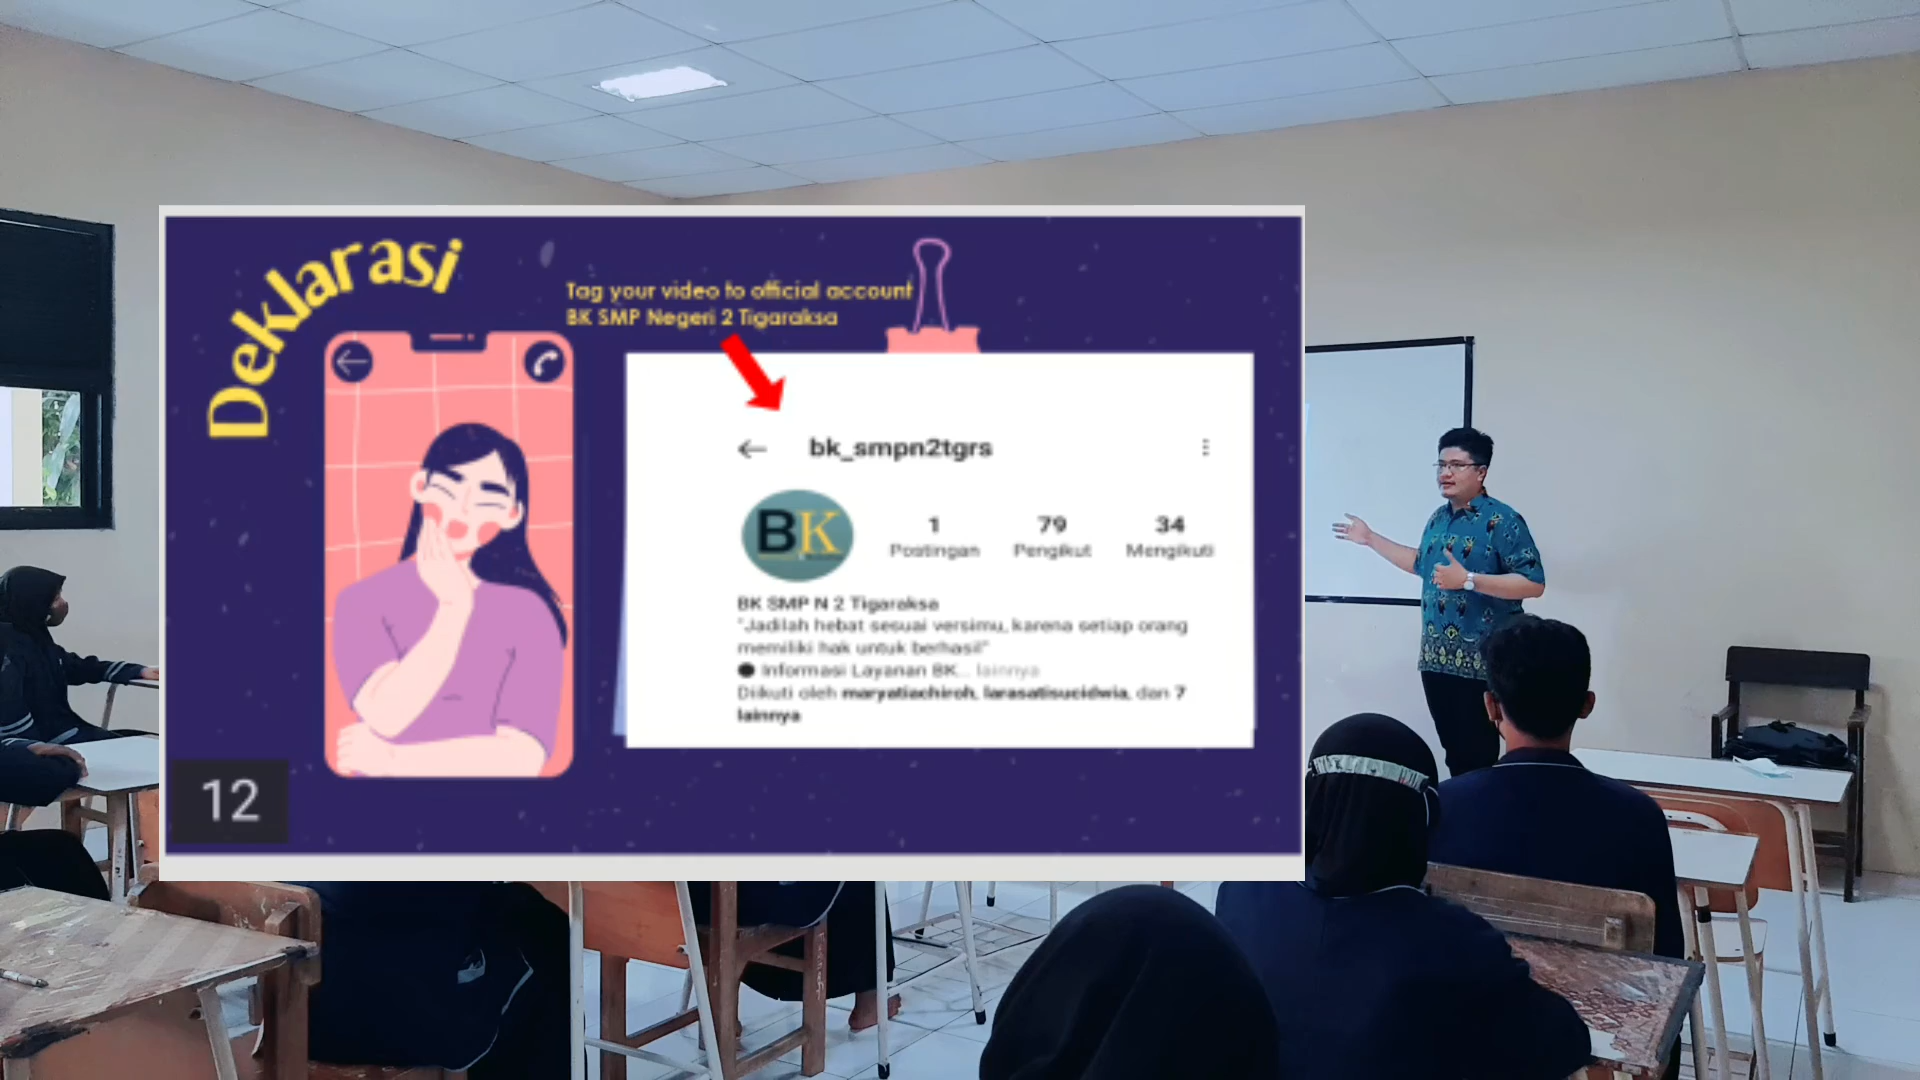 Deklarasi
Tag your video to official account
BK SMP Negeri 2 Tigaraksa
bk_smpn2tgrs
BK
1 79 34
Postingan Pengikut Mengikuti
BK SMP N 2 Tigaraksa
"Jadilah hebat sesuai versimu, karena setiap orang
memiliki hak untuk berhasil"
Informasi Layanan BK... lainnya
Diikuti oleh maryatiachiroh, larasatisucidwia, dan 7
lainnya
12